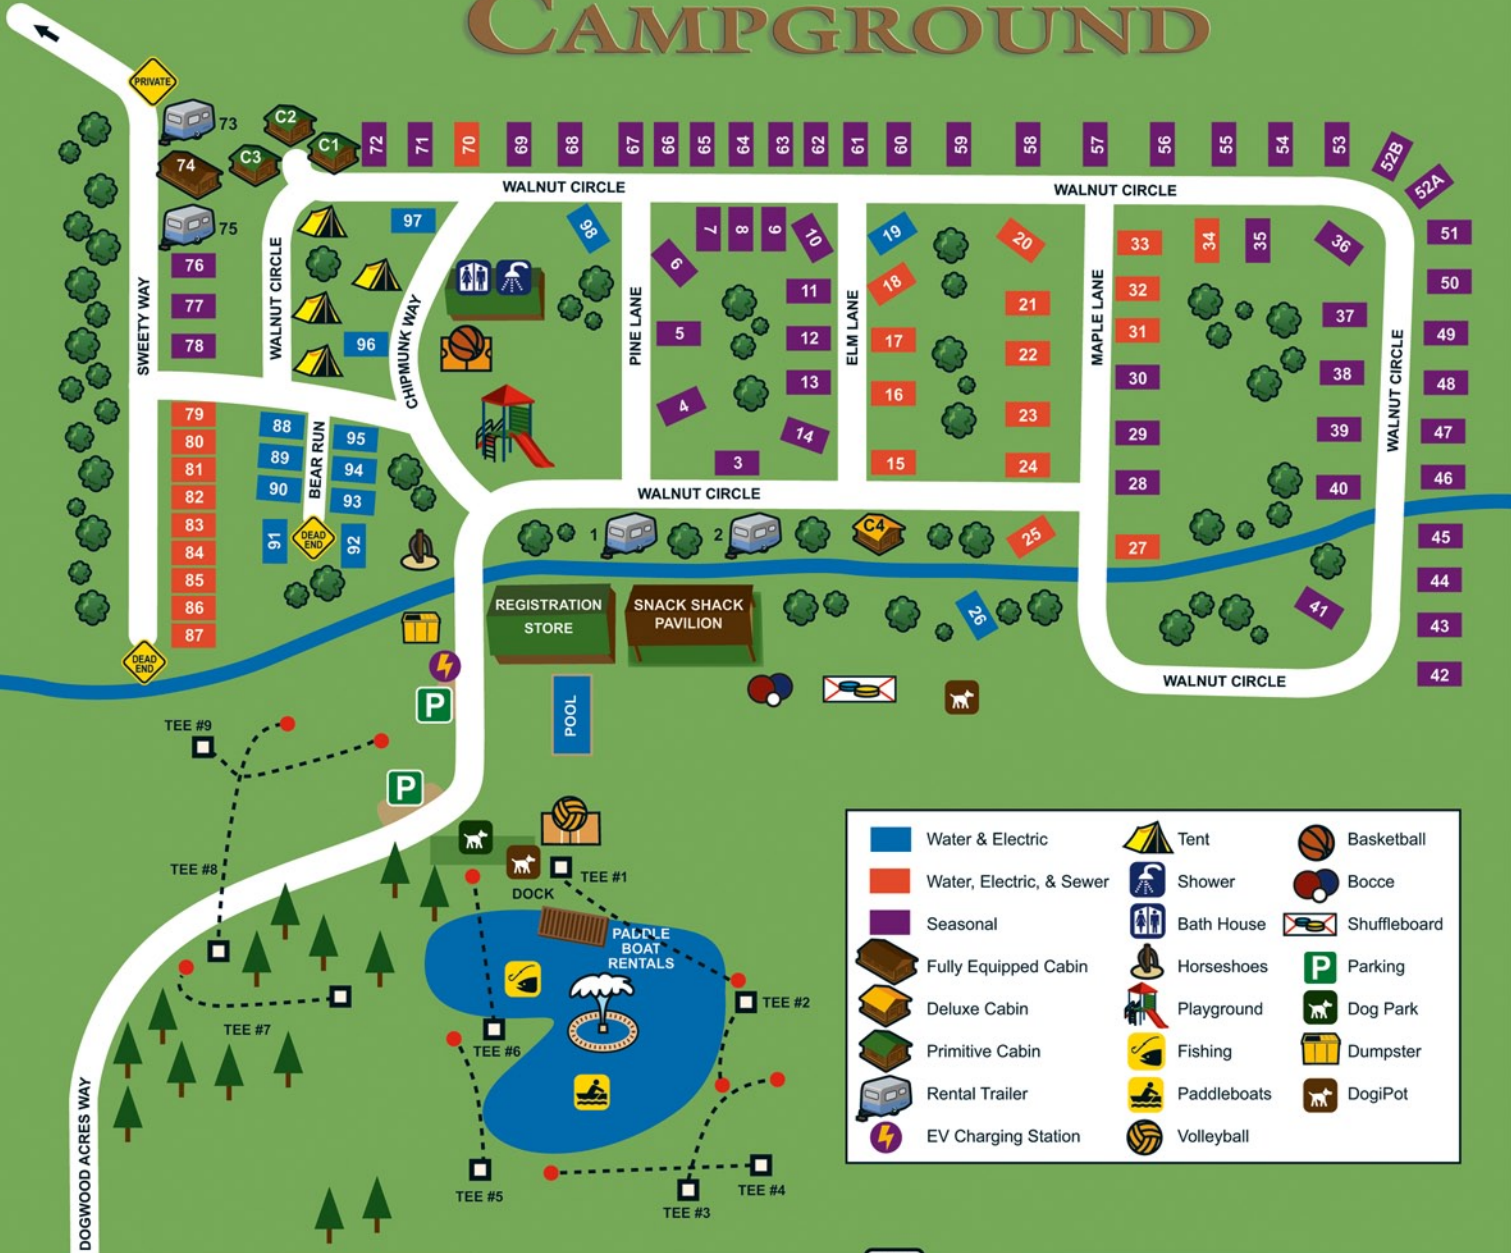 CAMPGROUND
PRIVATE
73
C2
C1
C3
74
75
72
71
70
69
68
67
66
65
64
63
62
61
60
59
58
57
56
55
54
53
52B
52A
WALNUT CIRCLE
WALNUT CIRCLE
97
98
7
8
9
10
19
20
33
34
35
36
51
76
77
78
SWEETY WAY
WALNUT CIRCLE
CHIPMUNK WAY
96
PINE LANE
6
5
4
3
11
12
13
14
ELM LANE
18
17
16
15
21
22
23
24
MAPLE LANE
32
31
30
29
28
27
37
38
39
40
41
WALNUT CIRCLE
50
49
48
47
46
45
44
43
42
79
80
81
82
83
84
85
86
87
DEAD
END
88
89
90
91
BEAR RUN
95
94
93
92
DEAD
END
WALNUT CIRCLE
1
2
C4
25
26
REGISTRATION
STORE
SNACK SHACK
PAVILION
WALNUT CIRCLE
P
POOL
P
TEE #9
TEE #8
TEE #7
DOCK
TEE #1
PADDLE
BOAT
RENTALS
TEE #2
TEE #6
TEE #5
TEE #4
TEE #3
DOGWOOD ACRES WAY
Water & Electric
Water, Electric, & Sewer
Seasonal
Fully Equipped Cabin
Deluxe Cabin
Primitive Cabin
Rental Trailer
EV Charging Station
Tent
Shower
Bath House
Horseshoes
Playground
Fishing
Paddleboats
Volleyball
Basketball
Bocce
Shuffleboard
P Parking
Dog Park
Dumpster
DogiPot